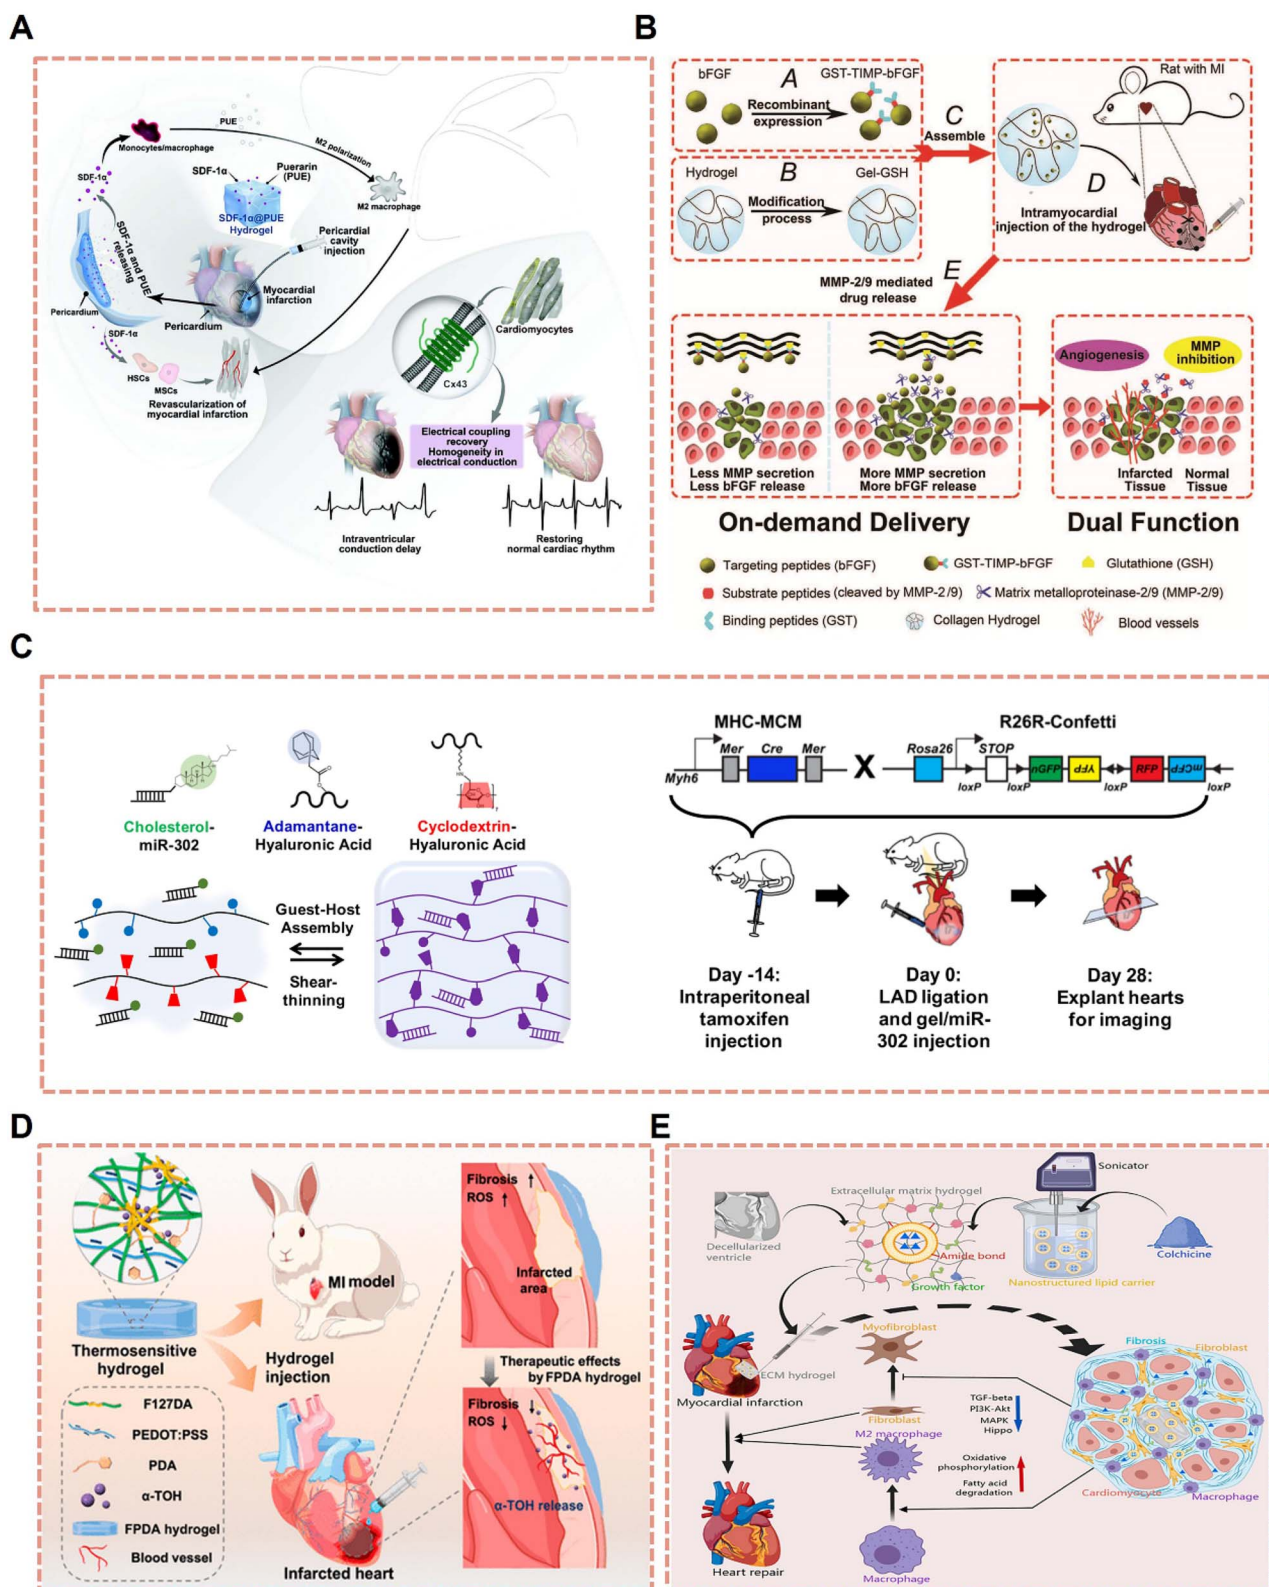 A
Monocytes/macrophage
PUE
M2 polarization
M2 macrophage
SDF-1α
SDF-1α
Puerarin
(PUE)
SDF-1α@PUE
Hydrogel
Pericardial
cavity
injection
SDF-1α and PUE
releasing
Myocardial
infarction
Pericardium
Pericardium
SDF-1α
HSCs
MSCs
Revascularization of
myocardial infarction
Cardiomyocytes
Cx43
Electrical coupling
recovery
Homogeneity in
electrical conduction
Intraventricular
conduction delay
Restoring
normal cardiac rhythm
B
bFGF
A
GST-TIMP-bFGF
Recombinant
expression
C
Assemble
Rat with MI
Hydrogel
B
Gel-GSH
Modification
process
D
Intramyocardial
injection of the hydrogel
E
MMP-2/9 mediated
drug release
Angiogenesis
MMP
inhibition
Less MMP secretion
Less bFGF release
More MMP secretion
More bFGF release
Infarcted
Tissue
Normal
Tissue
On-demand Delivery
Dual Function
Targeting peptides (bFGF)
GST-TIMP-bFGF
Glutathione (GSH)
Substrate peptides (cleaved by MMP-2/9)
Matrix metalloproteinase-2/9 (MMP-2/9)
Binding peptides (GST)
Collagen Hydrogel
Blood vessels
C
Cholesterol-
miR-302
Adamantane-
Hyaluronic Acid
Cyclodextrin-
Hyaluronic Acid
Guest-Host
Assembly
Shear-
thinning
MHC-MCM
R26R-Confetti
Mer
Cre
Mer
Myh6
X
Rosa26
STOP
nGFP
YFP
RFP
mCFP
loxP
loxP
loxP
loxP
Day -14:
Intraperitoneal
tamoxifen
injection
Day 0:
LAD ligation
and gel/miR-
302 injection
Day 28:
Explant hearts
for imaging
D
Thermosensitive
hydrogel
MI model
Hydrogel
injection
F127DA
PEDOT:PSS
PDA
α-TOH
FPDA hydrogel
Blood vessel
Infarcted heart
Fibrosis
ROS
Infarcted
area
Therapeutic effects
by FPDA hydrogel
Fibrosis
ROS
α-TOH release
E
Sonicator
Extracellular matrix hydrogel
Decellularized
ventricle
Amide bond
Growth factor
Nanostructured lipid carrier
Colchicine
Myofibroblast
ECM hydrogel
Myocardial infarction
Fibroblast
M2 macrophage
Fibrosis
Fibroblast
TGF-beta
PI3K-Akt
MAPK
Hippo
Oxidative
phosphorylation
Fatty acid
degradation
Cardiomyocyte
Macrophage
Heart repair
Macrophage